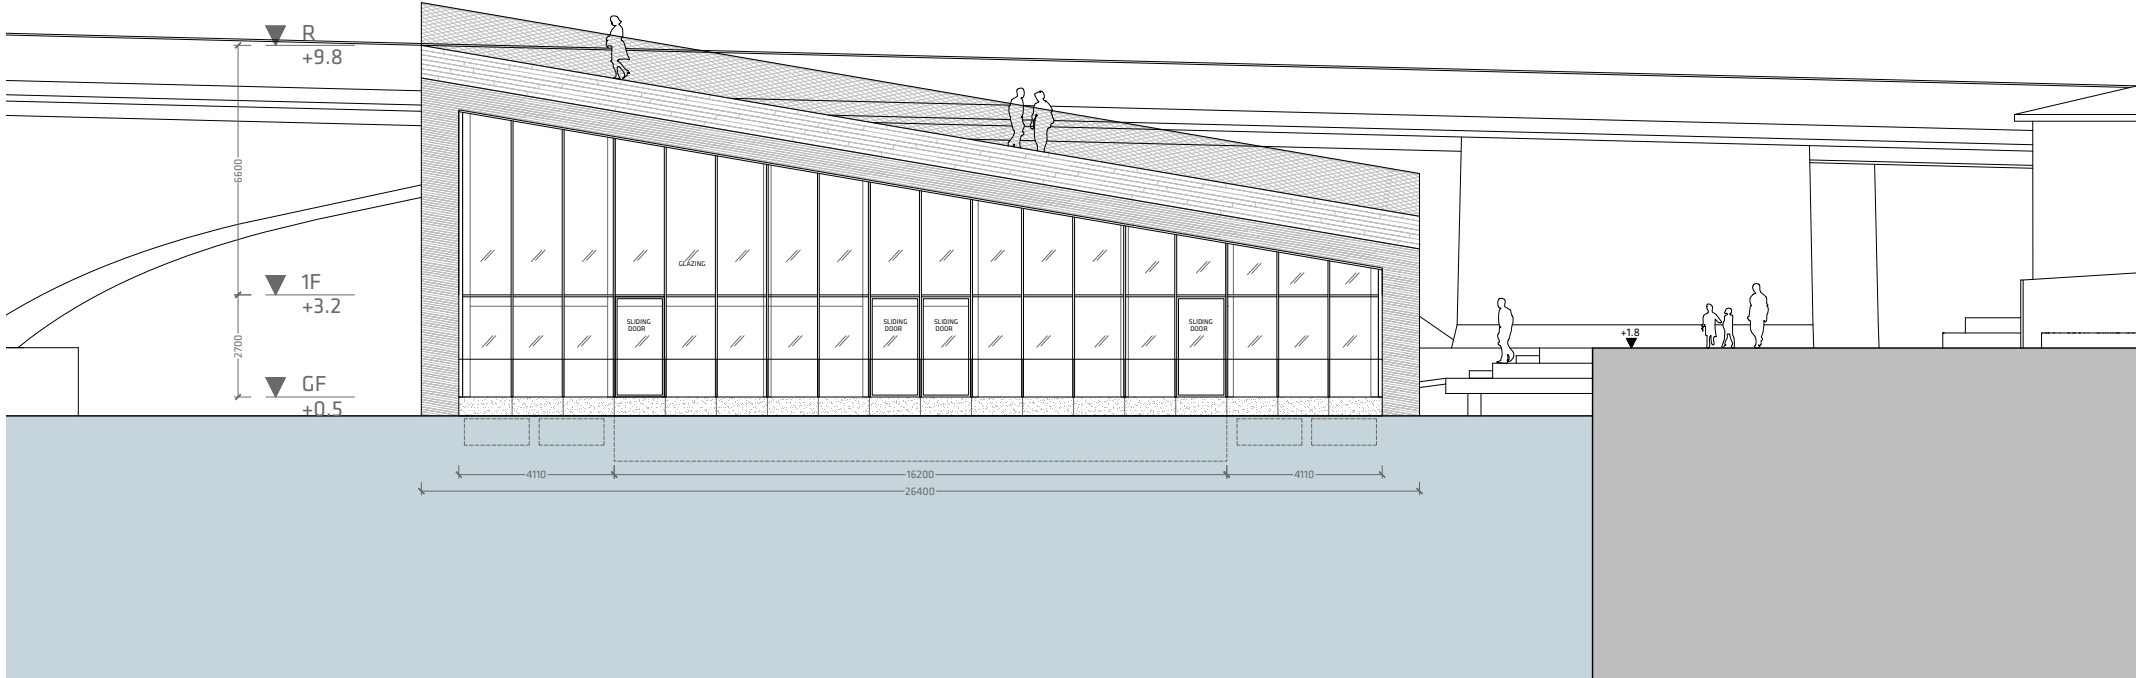 R
+9.8
6600
GLAZING
1F
+3.2
SLIDING
DOOR
SLIDING
DOOR
SLIDING
DOOR
SLIDING
DOOR
+1.8
2700
GF
+0.5
4110
16200
4110
26400